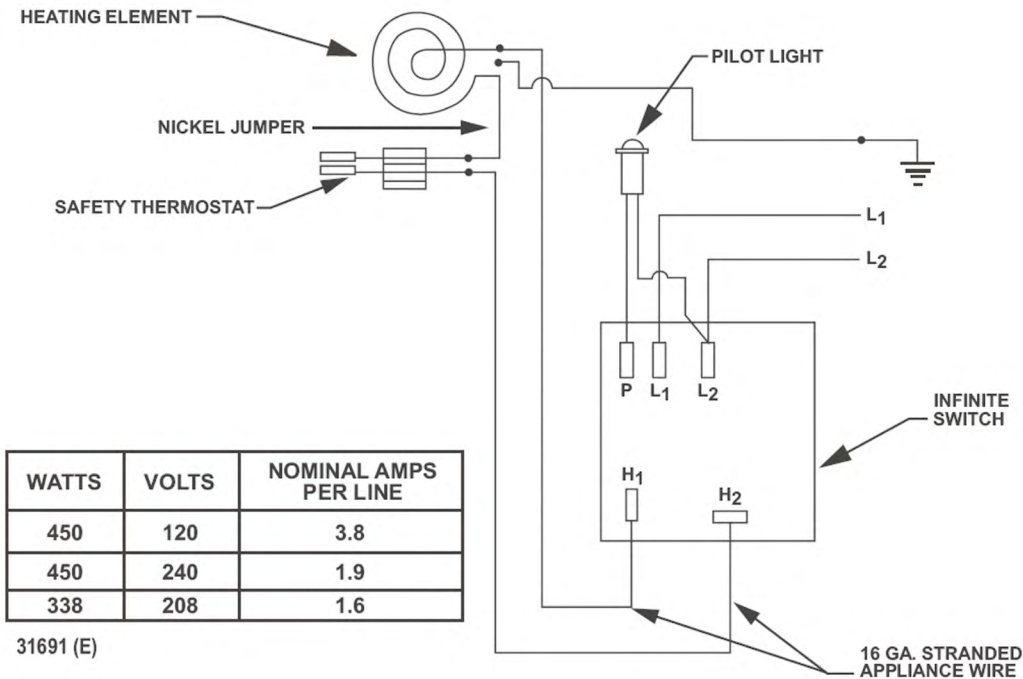 HEATING ELEMENT
PILOT LIGHT
NICKEL JUMPER
SAFETY THERMOSTAT
L1
L2
P L1 L2
INFINITE
SWITCH
H1
H2
WATTS VOLTS NOMINAL AMPS
PER LINE
450 120 3.8
450 240 1.9
338 208 1.6
31691 (E)
16 GA. STRANDED
APPLIANCE WIRE